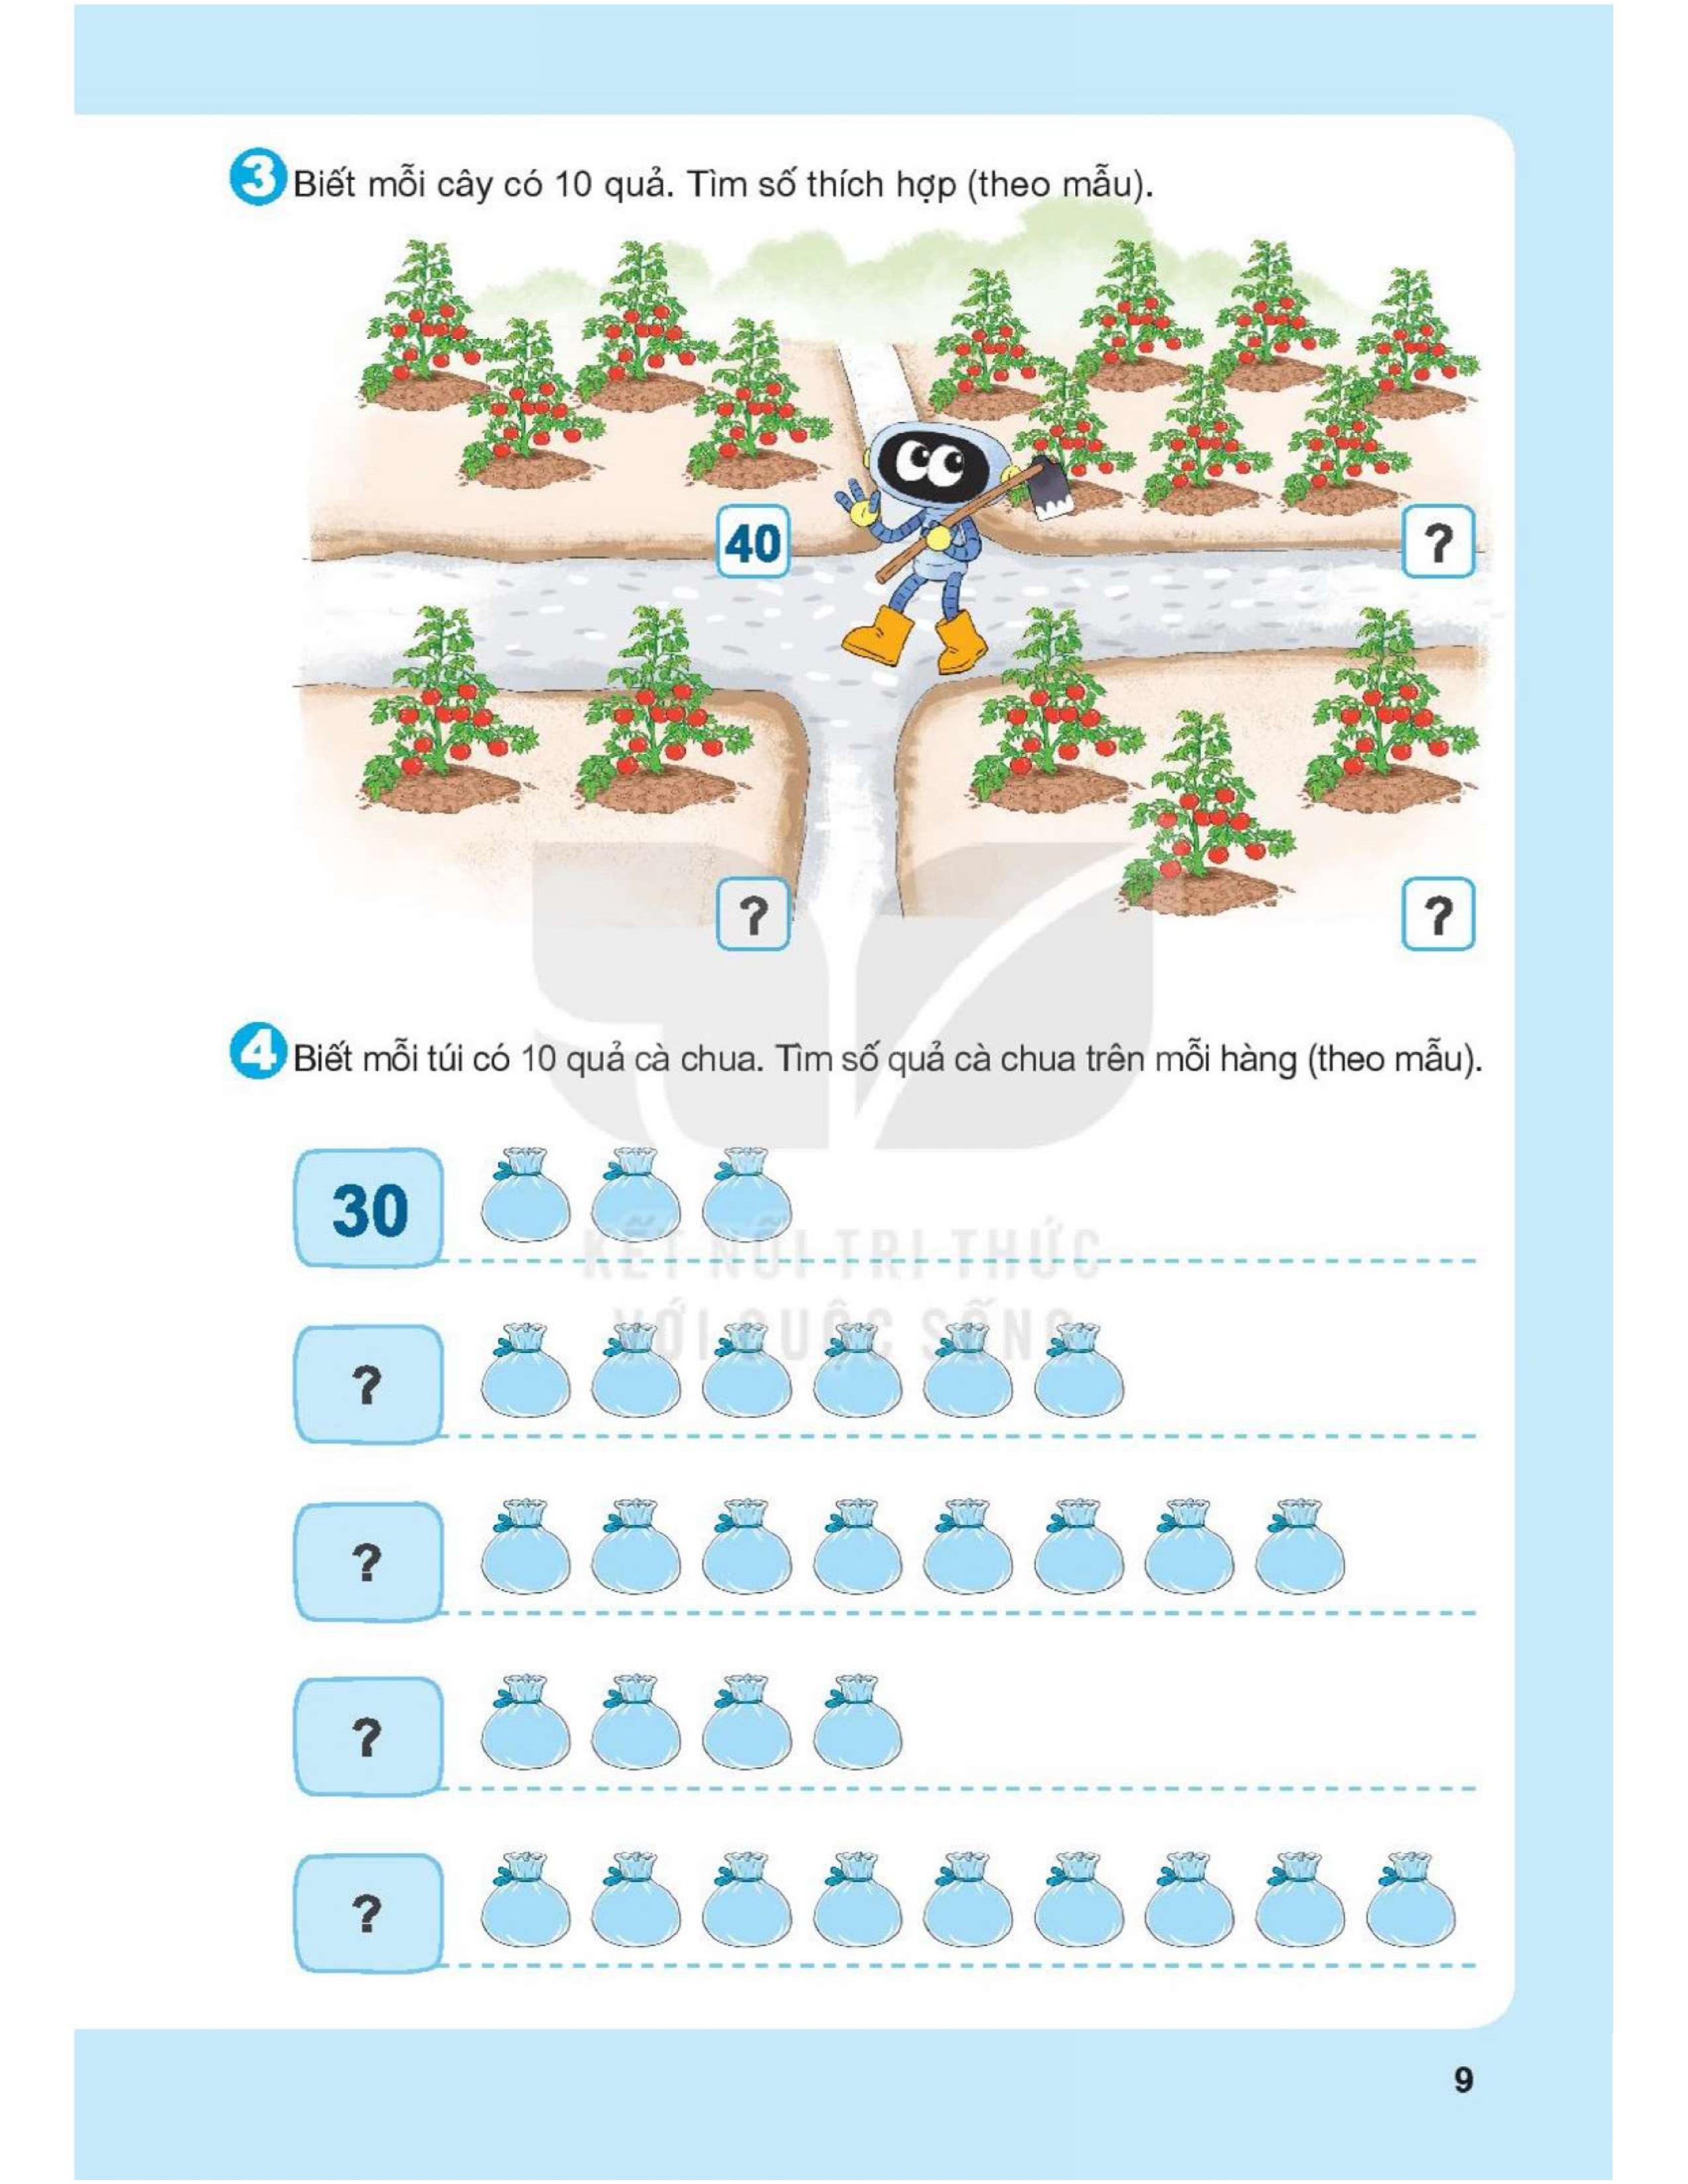 3 Biết mỗi cây có 10 quả. Tìm số thích hợp (theo mẫu).
40
?
?
?
4 Biết mỗi túi có 10 quả cà chua. Tìm số quả cà chua trên mỗi hàng (theo mẫu).
30
KẾT NỐI TRI THỨC
VỚI CUỘC SỐNG
?
?
?
?
9